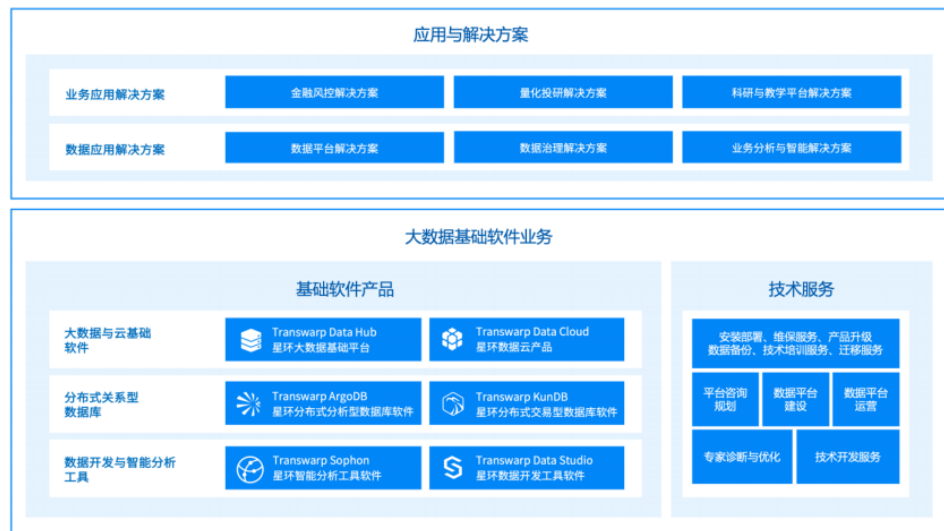 应用与解决方案
业务应用解决方案
金融风控解决方案
量化投研解决方案
科研与教学平台解决方案
数据应用解决方案
数据平台解决方案
数据治理解决方案
业务分析与智能解决方案
大数据基础软件业务
基础软件产品
大数据与云基础
软件
Transwarp Data Hub
星环大数据基础平台
Transwarp Data Cloud
星环数据云产品
分布式关系型
数据库
Transwarp ArgoDB
星环分布式分析型数据库软件
Transwarp KunDB
星环分布式交易型数据库软件
数据开发与智能分析
工具
Transwarp Sophon
星环智能分析工具软件
Transwarp Data Studio
星环数据开发工具软件
技术服务
安装部署、维保服务、产品升级
数据备份、技术培训服务、迁移服务
平台咨询
规划
数据平台
建设
数据平台
运营
专家诊断与优化
技术开发服务